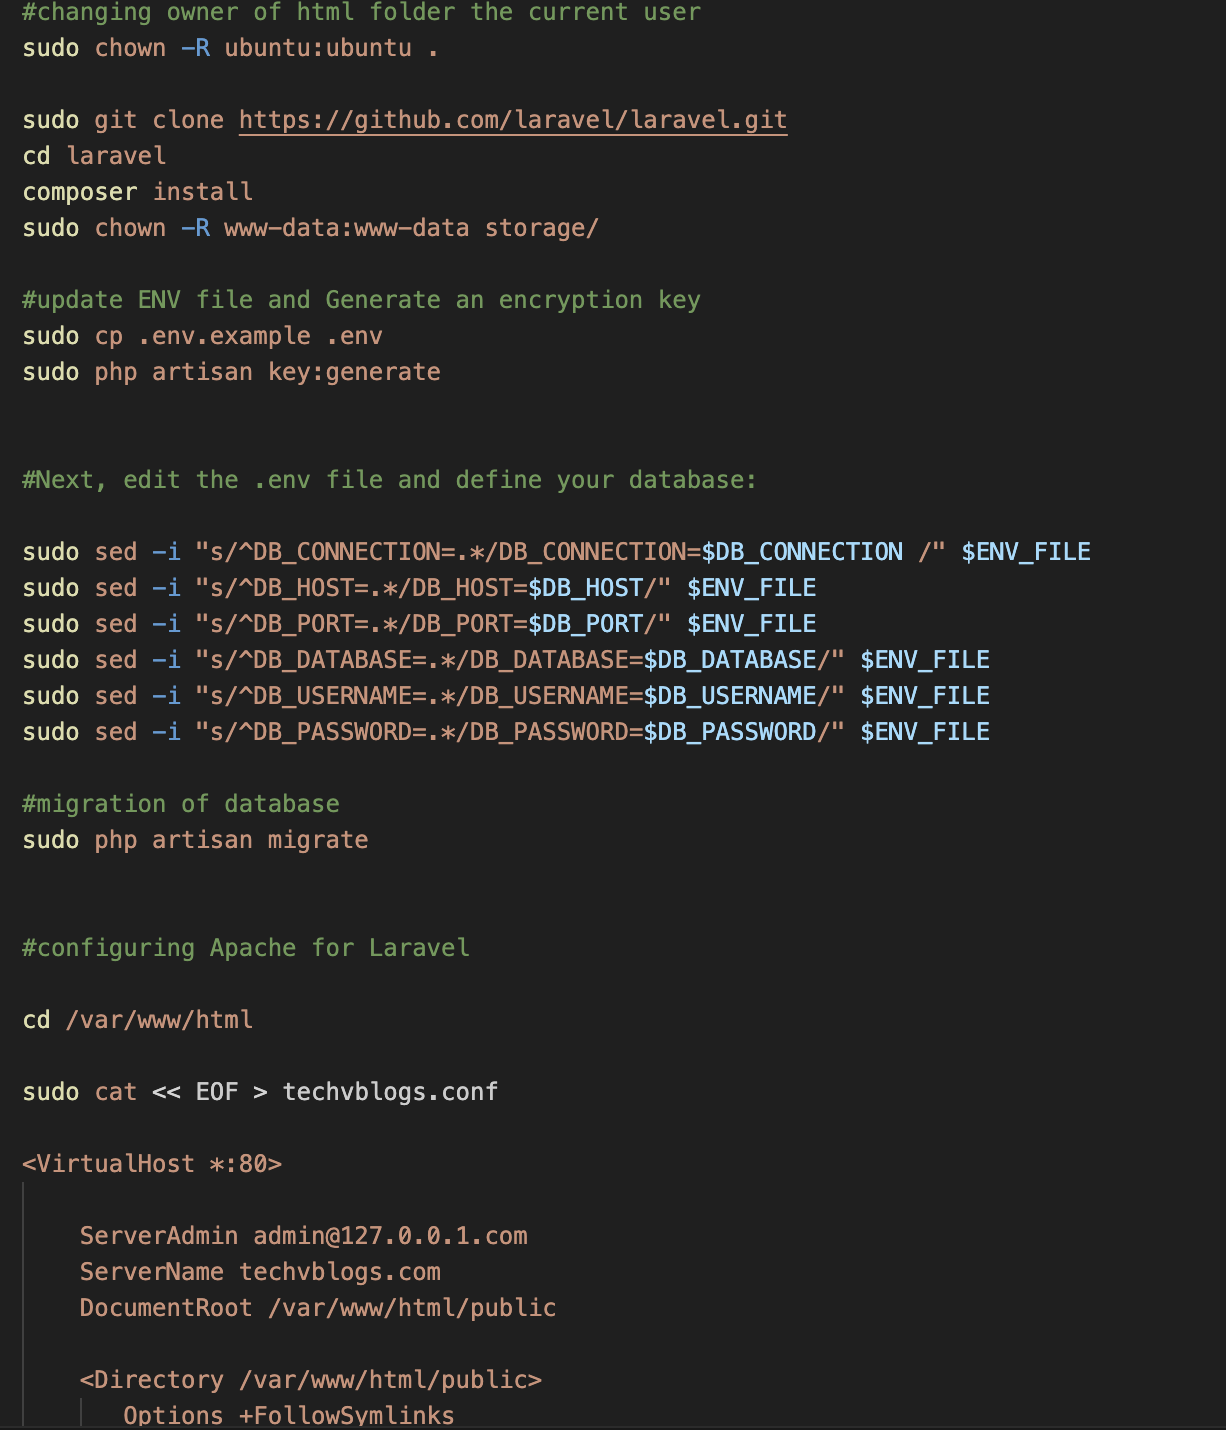 #changing owner of html folder the current user
sudo chown -R ubuntu:ubuntu .
sudo git clone https://github.com/laravel/laravel.git
cd laravel
composer install
sudo chown -R www-data:www-data storage/
#update ENV file and Generate an encryption key
sudo cp .env.example .env
sudo php artisan key:generate
#Next, edit the .env file and define your database:
sudo sed -i "s/^DB_CONNECTION=.*/DB_CONNECTION=$DB_CONNECTION /" $ENV_FILE
sudo sed -i "s/^DB_HOST=.*/DB_HOST=$DB_HOST/" $ENV_FILE
sudo sed -i "s/^DB_PORT=.*/DB_PORT=$DB_PORT/" $ENV_FILE
sudo sed -i "s/^DB_DATABASE=.*/DB_DATABASE=$DB_DATABASE/" $ENV_FILE
sudo sed -i "s/^DB_USERNAME=.*/DB_USERNAME=$DB_USERNAME/" $ENV_FILE
sudo sed -i "s/^DB_PASSWORD=.*/DB_PASSWORD=$DB_PASSWORD/" $ENV_FILE
#migration of database
sudo php artisan migrate
#configuring Apache for Laravel
cd /var/www/html
sudo cat << EOF > techvblogs.conf
<VirtualHost *:80>
ServerAdmin admin@127.0.0.1.com
ServerName techvblogs.com
DocumentRoot /var/www/html/public
<Directory /var/www/html/public>
Options +FollowSymlinks